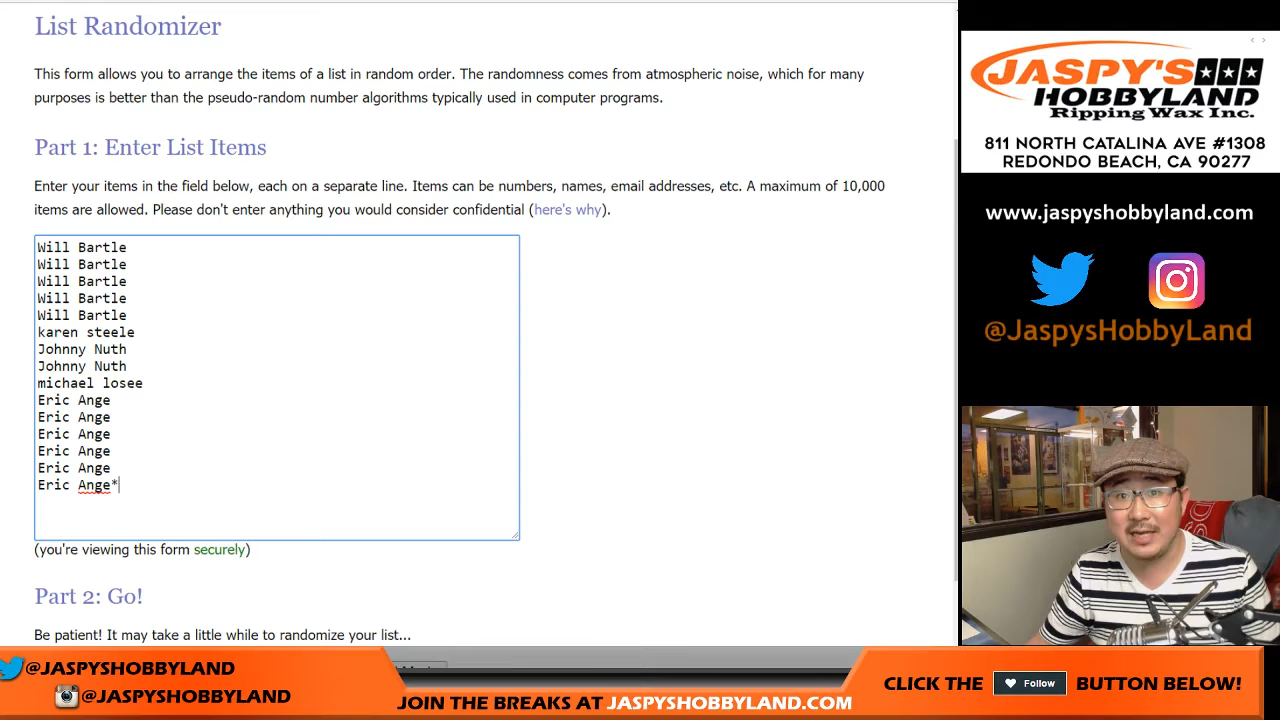 List Randomizer
This form allows you to arrange the items of a list in random order. The randomness comes from atmospheric noise, which for many
purposes is better than the pseudo-random number algorithms typically used in computer programs.
Part 1: Enter List Items
Enter your items in the field below, each on a separate line. Items can be numbers, names, email addresses, etc. A maximum of 10,000
items are allowed. Please don't enter anything you would consider confidential (here's why).
Will Bartle
Will Bartle
Will Bartle
Will Bartle
Will Bartle
karen steele
Johnny Nuth
Johnny Nuth
michael losee
Eric Ange
Eric Ange
Eric Ange
Eric Ange
Eric Ange
Eric Ange*
(you're viewing this form securely)
Part 2: Go!
Be patient! It may take a little while to randomize your list...
JASPY'S
HOBBYLAND
Ripping Wax Inc.
811 NORTH CATALINA AVE #1308
REDONDO BEACH, CA 90277
www.jaspyshobbyland.com
@JaspysHobbyLand
@JASPYSHOBBYLAND
@JASPYSHOBBYLAND
JOIN THE BREAKS AT JASPYSHOBBYLAND.COM
CLICK THE Follow BUTTON BELOW!